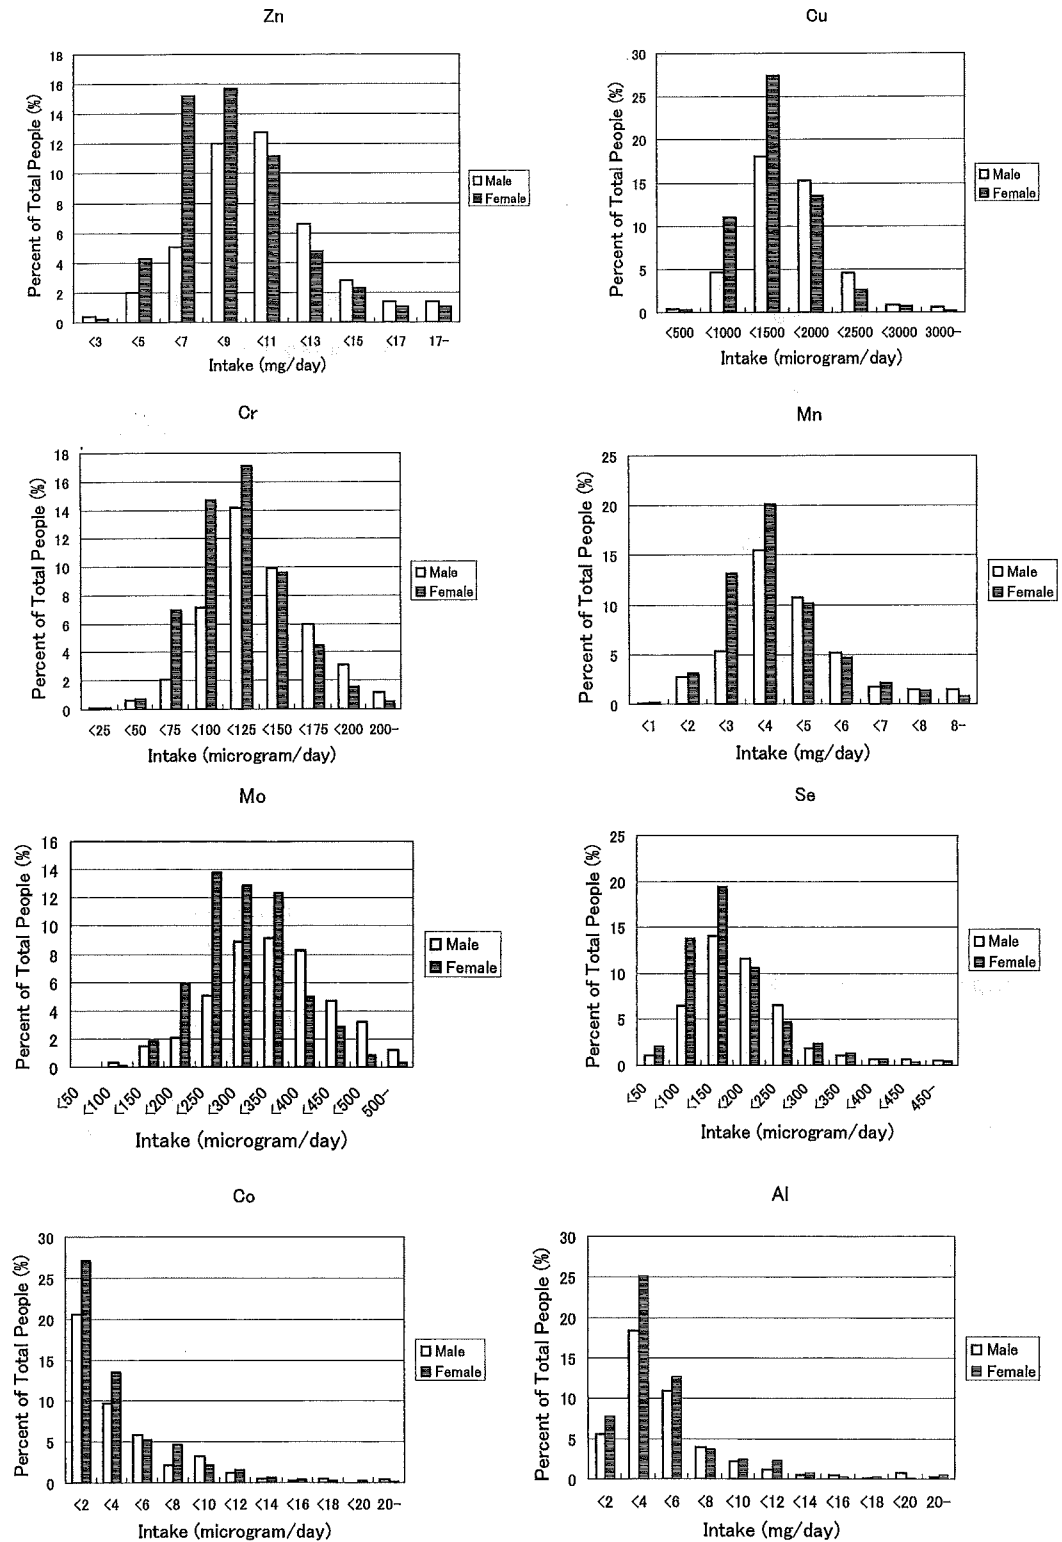 Zn
Percent of Total People (%)
18
16
14
12
10
8
6
4
2
0
<3 <5 <7 <9 <11 <13 <15 <17 17-
Intake (mg/day)
Male
Female
Cu
Percent of Total People (%)
30
25
20
15
10
5
0
<500 <1000 <1500 <2000 <2500 <3000 3000-
Intake (microgram/day)
Male
Female
Cr
Percent of Total People (%)
18
16
14
12
10
8
6
4
2
0
<25 <50 <75 <100 <125 <150 <175 <200 200-
Intake (microgram/day)
Male
Female
Mn
Percent of Total People (%)
25
20
15
10
5
0
<1 <2 <3 <4 <5 <6 <7 <8 8-
Intake (mg/day)
Male
Female
Mo
Percent of Total People (%)
16
14
12
10
8
6
4
2
0
<50 <100 <150 <200 <250 <300 <350 <400 <450 <500 500-
Intake (microgram/day)
Male
Female
Se
Percent of Total People (%)
25
20
15
10
5
0
<50 <100 <150 <200 <250 <300 <350 <400 <450 450-
Intake (microgram/day)
Male
Female
Co
Percent of Total People (%)
30
25
20
15
10
5
0
<2 <4 <6 <8 <10 <12 <14 <16 <18 <20 20-
Intake (microgram/day)
Male
Female
Al
Percent of Total People (%)
30
25
20
15
10
5
0
<2 <4 <6 <8 <10 <12 <14 <16 <18 <20 20-
Intake (mg/day)
Male
Female